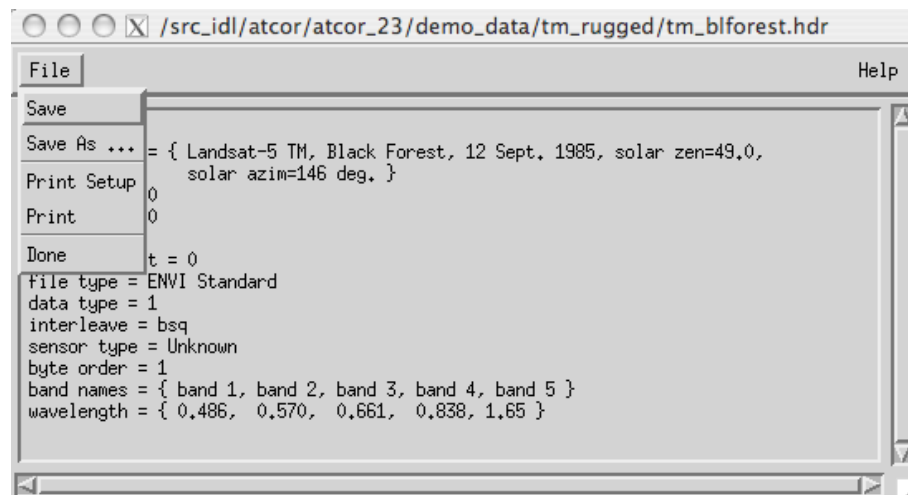 X /src_idl/atcor/atcor_23/demo_data/tm_rugged/tm_blforest.hdr
File Help
Save
Save As ...
Print Setup
Print
Done
= { Landsat-5 TM, Black Forest, 12 Sept. 1985, solar zen=49.0,
solar azim=146 deg. }
0
0
t = 0
file type = ENVI Standard
data type = 1
interleave = bsq
sensor type = Unknown
byte order = 1
band names = { band 1, band 2, band 3, band 4, band 5 }
wavelength = { 0.486, 0.570, 0.661, 0.838, 1.65 }